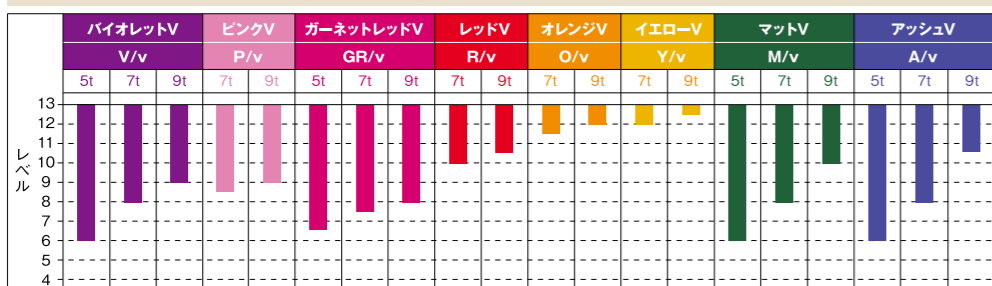 バイオレットV ピンクV ガーネットレッドV レッドV オレンジV イエローV マットV アッシュV
V/v P/v GR/v R/v O/v Y/v M/v A/v
5t 7t 9t 7t 9t 5t 7t 9t 7t 9t 7t 9t 7t 9t 5t 7t 9t 5t 7t 9t
レベル
13
12
11
10
9
8
7
6
5
4